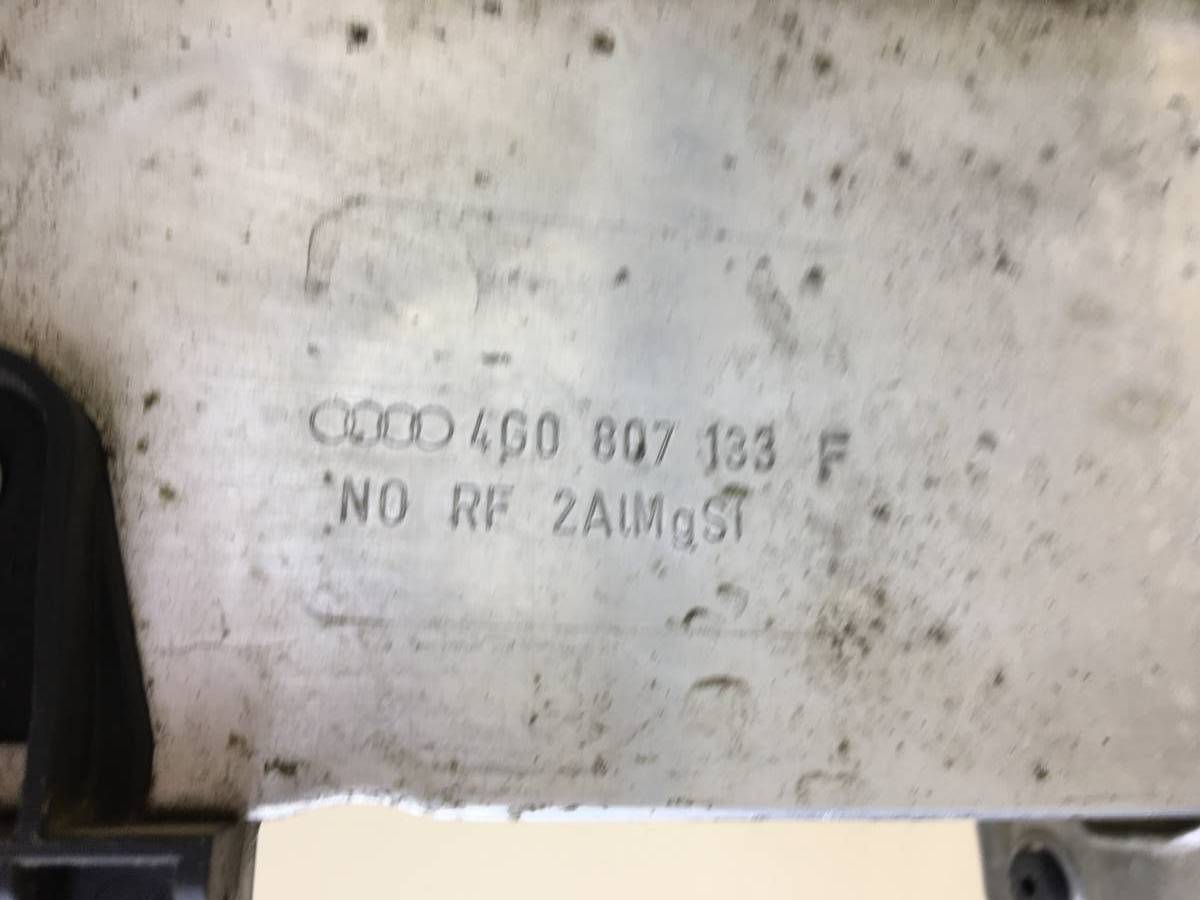 4G0 807 133 F
NO RF 2AlMgSI